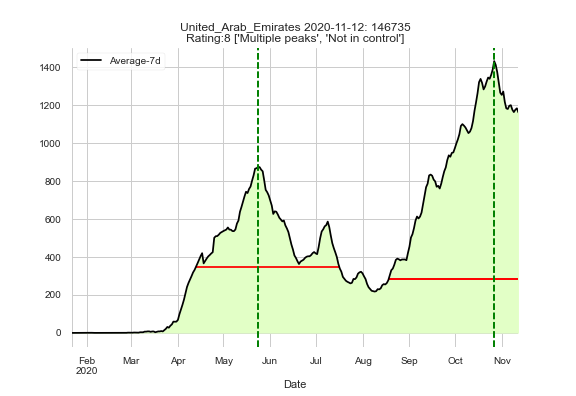 United_Arab_Emirates 2020-11-12: 146735
Rating:8 ['Multiple peaks', 'Not in control']
Average-7d
1400
1200
1000
800
600
400
200
0
Feb Mar Apr May Jun Jul Aug Sep Oct Nov
2020
Date